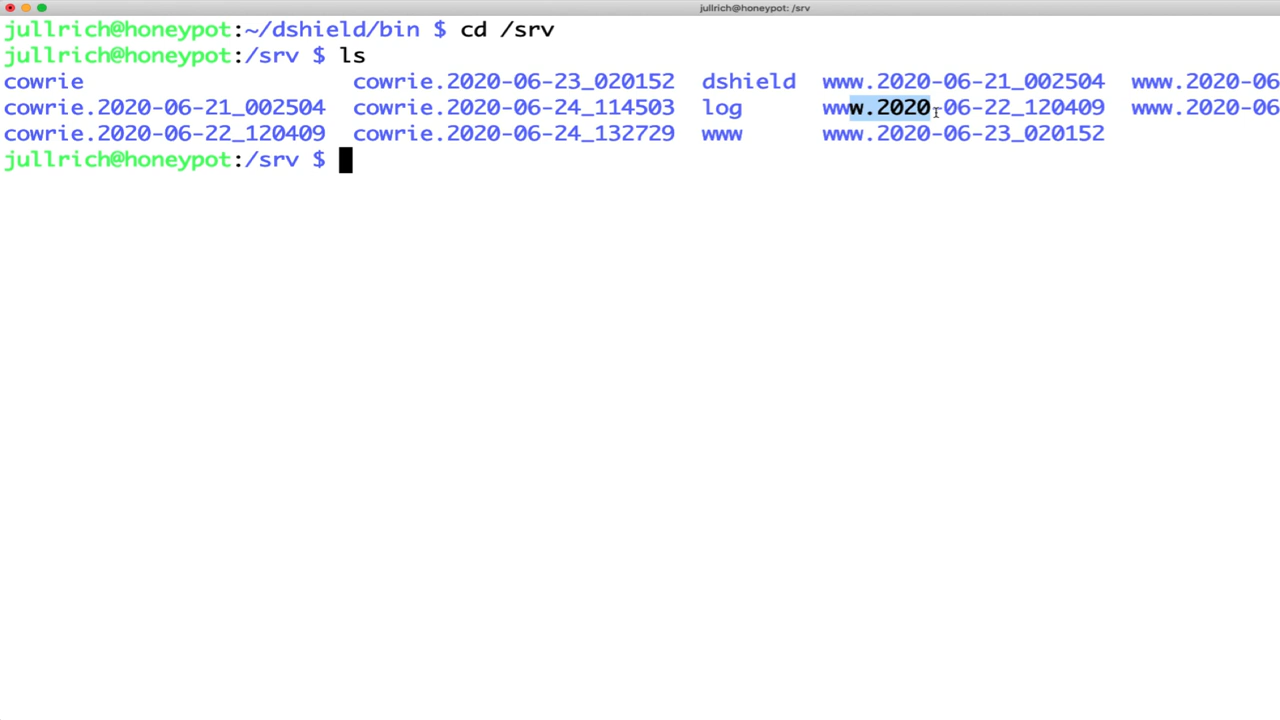 jullrich@honeypot: /srv
jullrich@honeypot:~/dshield/bin $ cd /srv
jullrich@honeypot:/srv $ ls
cowrie cowrie.2020-06-23_020152 dshield www.2020-06-21_002504 www.2020-06
cowrie.2020-06-21_002504 cowrie.2020-06-24_114503 log www.2020-06-22_120409 www.2020-06
cowrie.2020-06-22_120409 cowrie.2020-06-24_132729 www www.2020-06-23_020152
jullrich@honeypot:/srv $